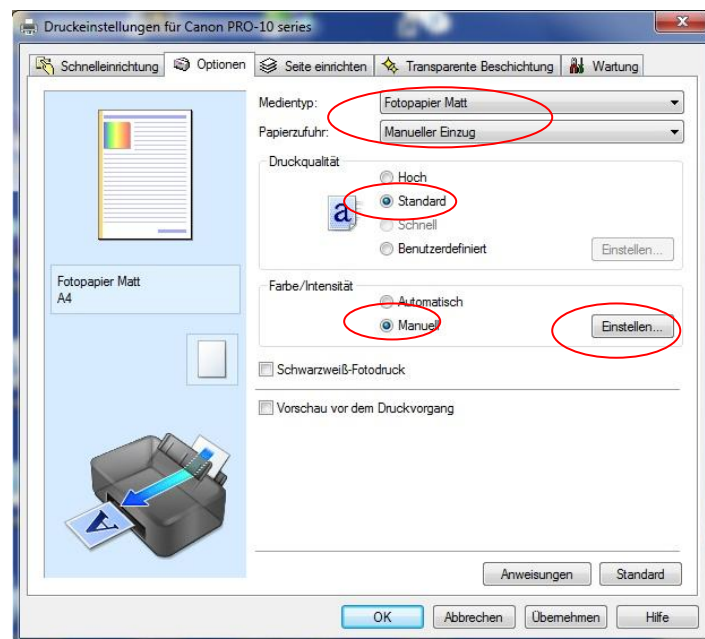 Druckeinstellungen für Canon PRO-10 series
Schnelleinrichtung Optionen Seite einrichten Transparente Beschichtung Wartung
Medientyp: Fotopapier Matt
Papierzufuhr: Manueller Einzug
Druckqualität
Hoch
a Standard
Schnell
Benutzerdefiniert Einstellen...
Fotopapier Matt
A4
Farbe/Intensität
Automatisch
Manuell Einstellen...
Schwarzweiß-Fotodruck
Vorschau vor dem Druckvorgang
A
Anweisungen Standard
OK Abbrechen Übernehmen Hilfe